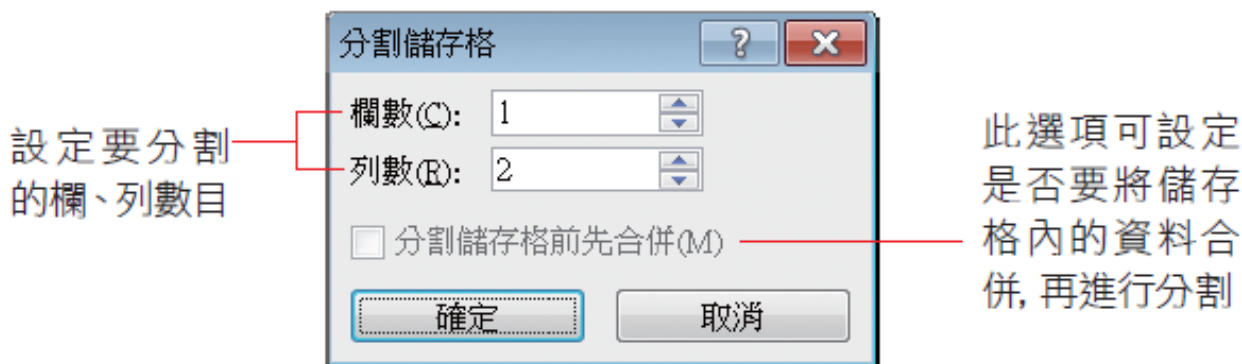 分割儲存格
欄數(C): 1
列數(R): 2
分割儲存格前先合併(M)
確定 取消
設定要分割
的欄、列數目
此選項可設定
是否要將儲存
格內的資料合
併, 再進行分割